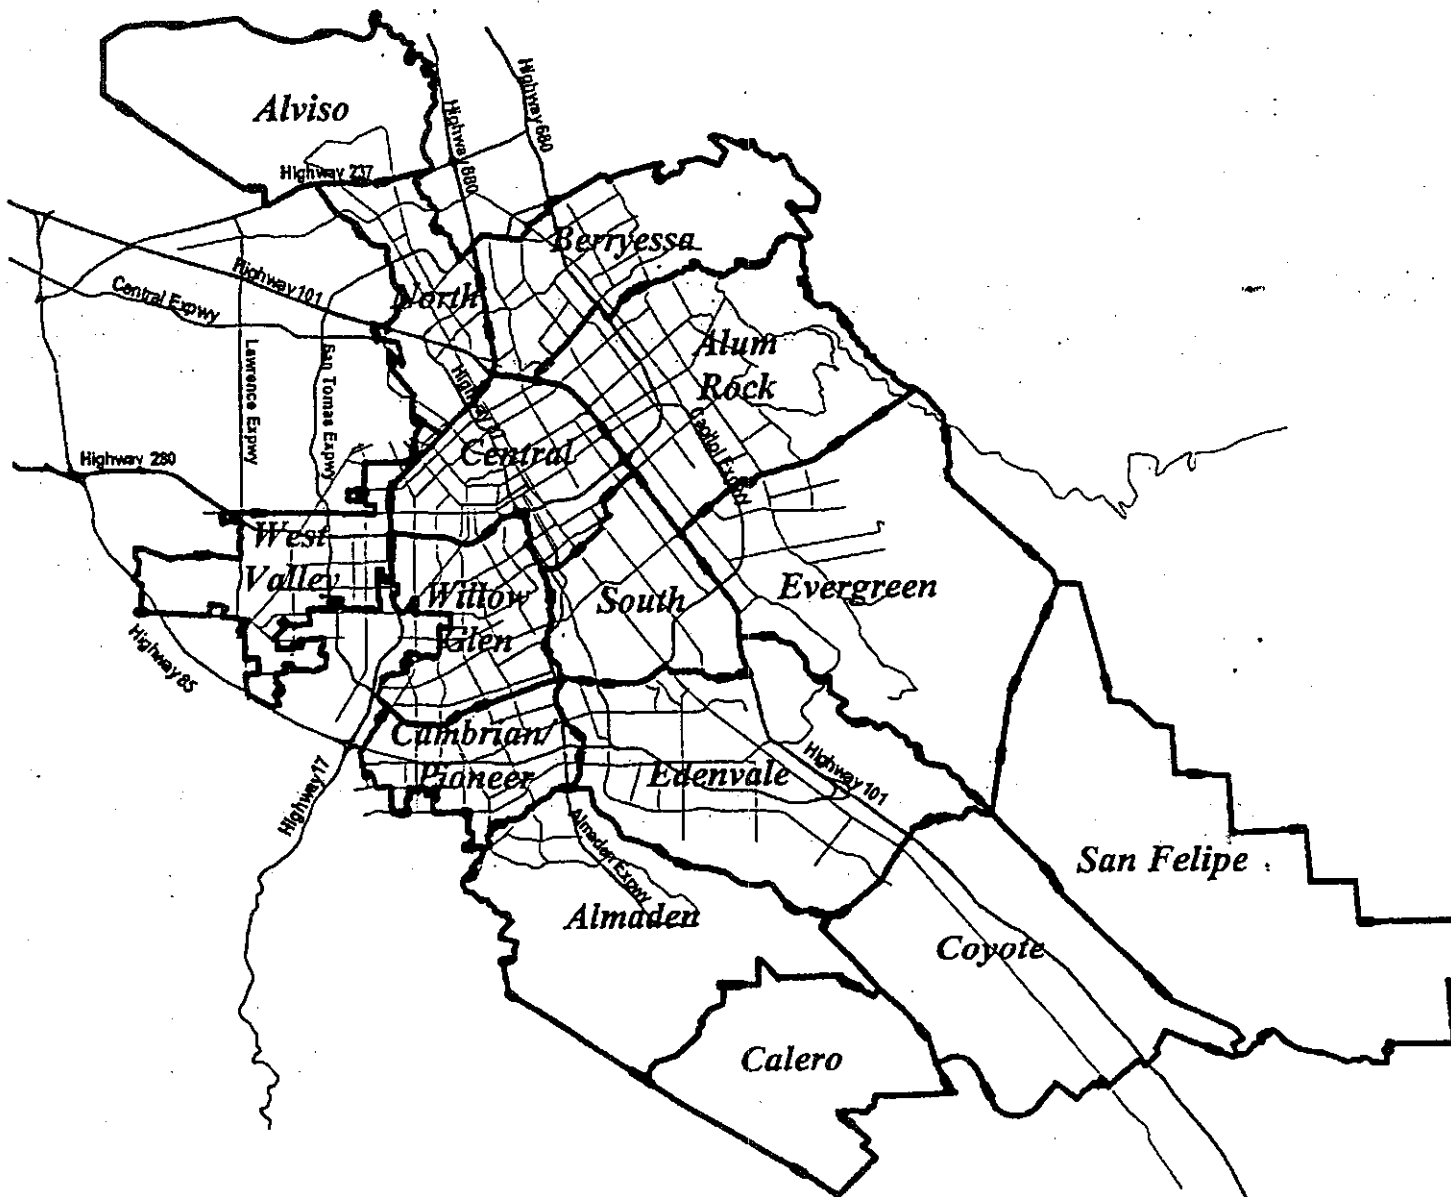 Alviso
Highway 680
Highway 880
Highway 237
Berryessa
Highway 101
Central Expwy
North
Lawrence Expwy
San Tomas Expwy
Alum
Rock
Highway
Capitol Expwy
Highway 280
Central
West
Valley
Willow
Glen
South
Evergreen
Highway 85
Cambrian/
Pioneer
Edenvale
Highway 101
Highway 17
Almaden Expwy
San Felipe
Almaden
Coyote
Calero